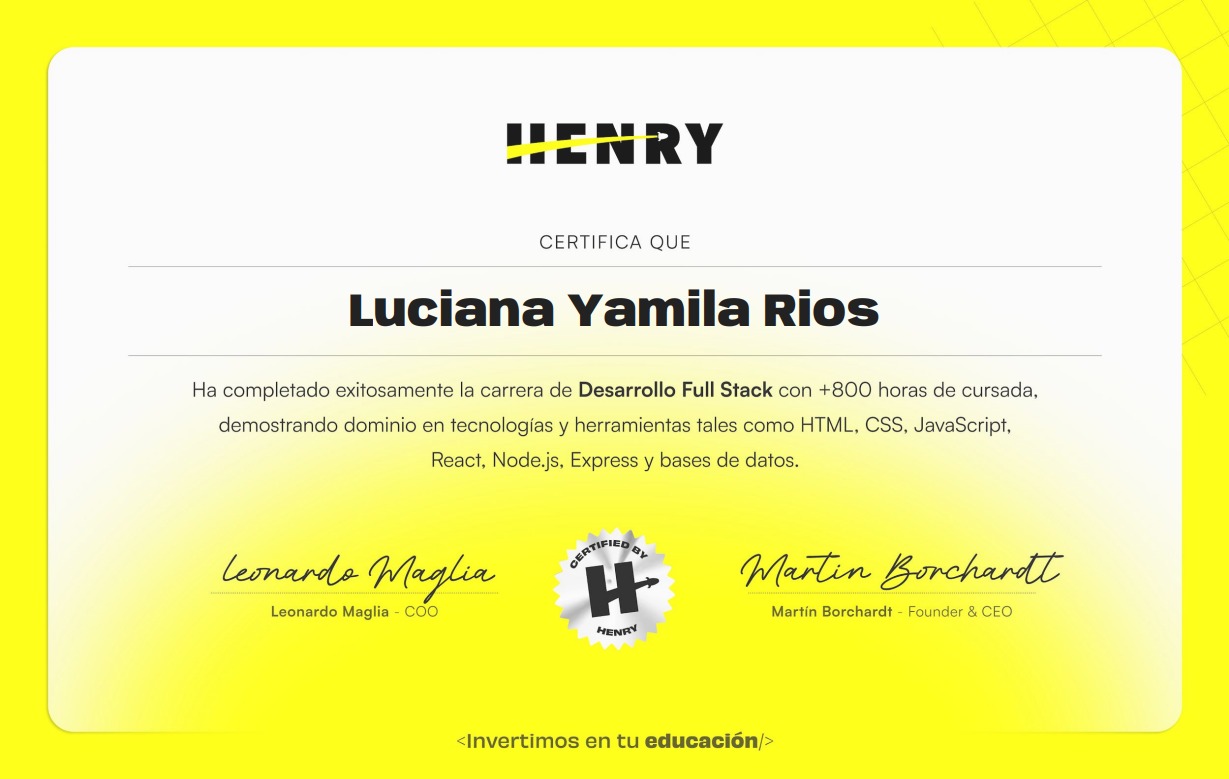 HENRY
CERTIFICA QUE
Luciana Yamila Rios
Ha completado exitosamente la carrera de Desarrollo Full Stack con +800 horas de cursada,
demostrando dominio en tecnologías y herramientas tales como HTML, CSS, JavaScript,
React, Node.js, Express y bases de datos.
Leonardo Maglia
Leonardo Maglia - COO
CERTIFIED BY
H
HENRY
Martin Borchardt
Martín Borchardt - Founder & CEO
<Invertimos en tu educación/>